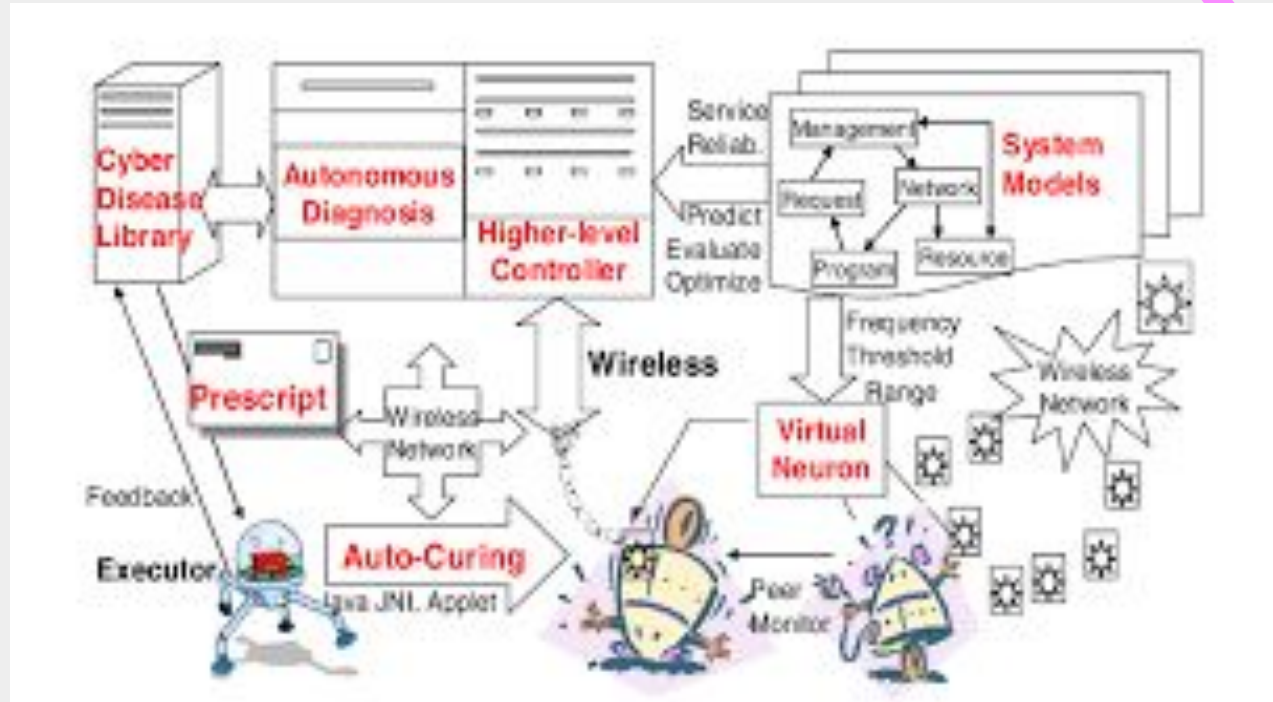 Cyber
Disease
Library
Autonomous
Diagnosis
Higher-level
Controller
Service
Reliab.
Predict
Evaluate
Optimize
Management
Request
Network
Program
Resource
System
Models
Prescript
Wireless
Network
Wireless
Frequency
Threshold
Range
Virtual
Neuron
Wireless
Network
Feedback
Executor
Auto-Curing
Java JNI. Applet
Peer
Monitor